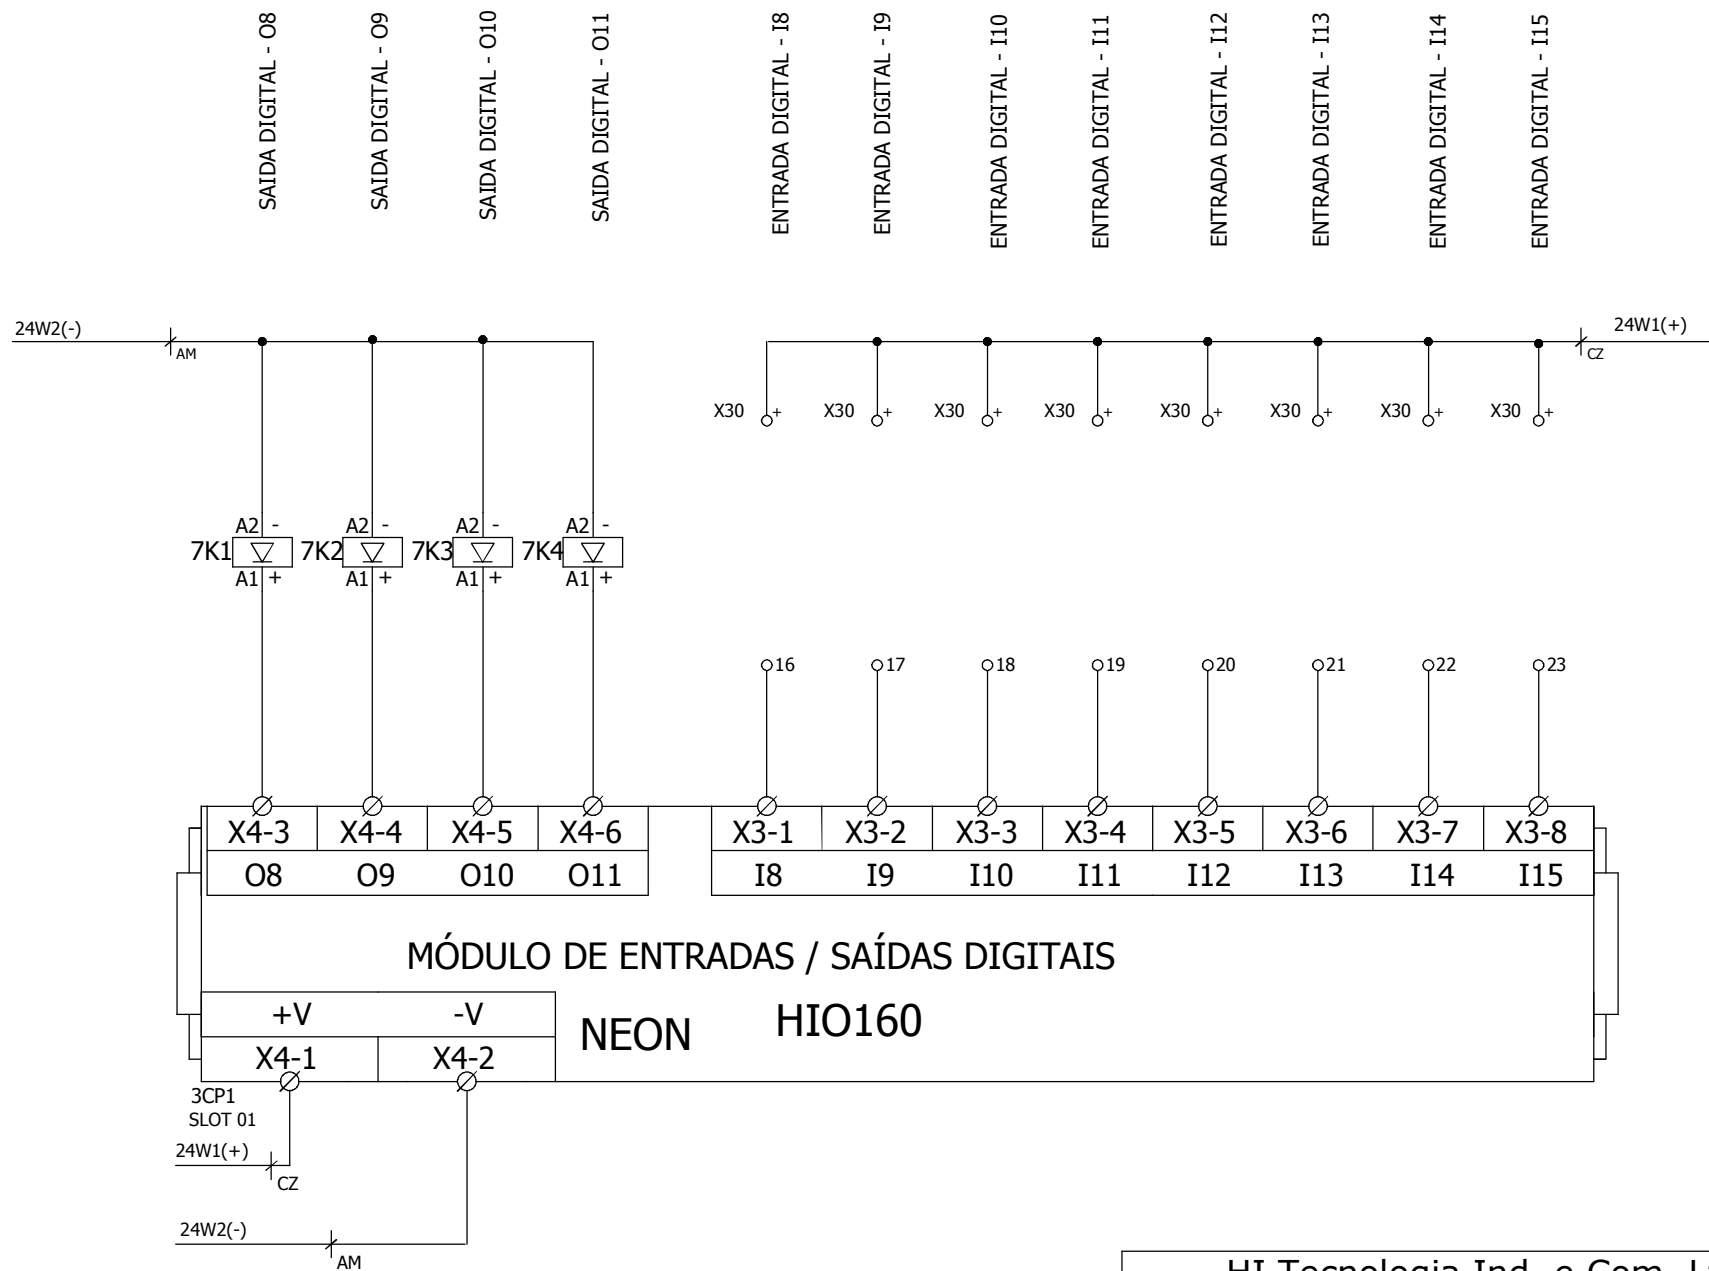 SAIDA DIGITAL - O8
SAIDA DIGITAL - O9
SAIDA DIGITAL - O10
SAIDA DIGITAL - O11
ENTRADA DIGITAL - I8
ENTRADA DIGITAL - I9
ENTRADA DIGITAL - I10
ENTRADA DIGITAL - I11
ENTRADA DIGITAL - I12
ENTRADA DIGITAL - I13
ENTRADA DIGITAL - I14
ENTRADA DIGITAL - I15
24W2(-)
AM
24W1(+)
CZ
X30 + X30 + X30 + X30 + X30 + X30 + X30 + X30 +
A2 - A2 - A2 - A2 -
7K1 7K2 7K3 7K4
A1 + A1 + A1 + A1 +
16 17 18 19 20 21 22 23
X4-3 X4-4 X4-5 X4-6 X3-1 X3-2 X3-3 X3-4 X3-5 X3-6 X3-7 X3-8
O8 O9 O10 O11 I8 I9 I10 I11 I12 I13 I14 I15
MÓDULO DE ENTRADAS / SAÍDAS DIGITAIS
NEON HIO160
+V -V
X4-1 X4-2
3CP1
SLOT 01
24W1(+)
CZ
24W2(-)
AM
HI Tecnologia Ind. e Com.